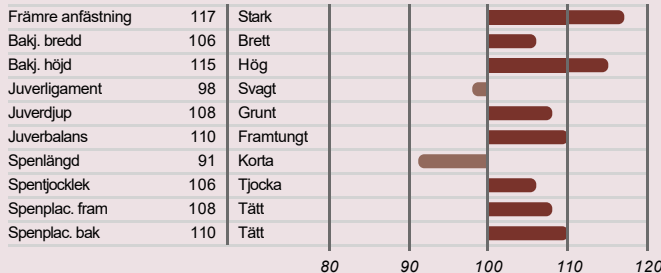 Främre anfästning 117 Stark
Bakj. bredd 106 Brett
Bakj. höjd 115 Hög
Juverligament 98 Svagt
Juverdjup 108 Grunt
Juverbalans 110 Framtungt
Spenlängd 91 Korta
Spentjocklek 106 Tjocka
Spenplac. fram 108 Tätt
Spenplac. bak 110 Tätt
80 90 100 110 120